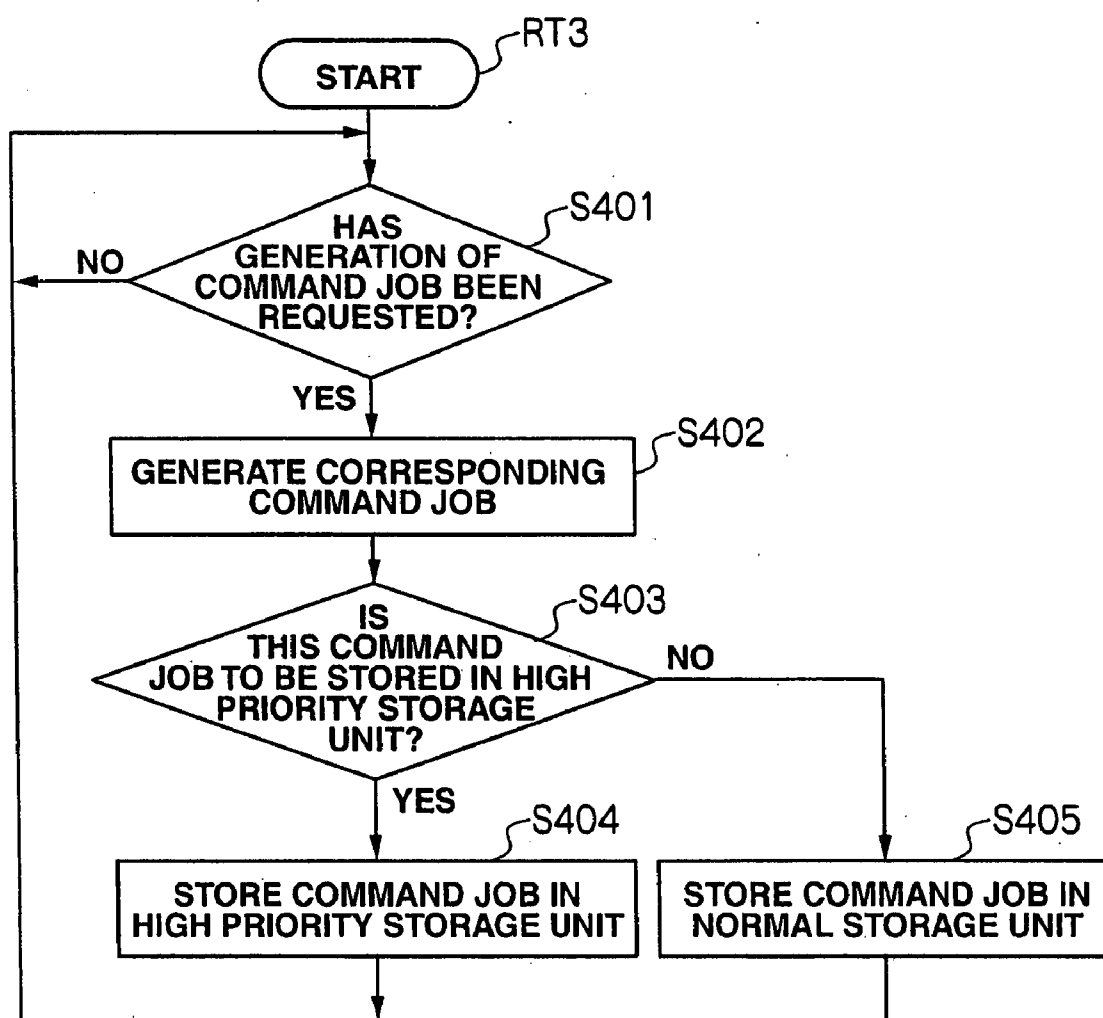 RT3
START
S401
HAS
GENERATION OF
COMMAND JOB BEEN
REQUESTED?
NO
YES
S402
GENERATE CORRESPONDING
COMMAND JOB
S403
IS
THIS COMMAND
JOB TO BE STORED IN HIGH
PRIORITY STORAGE
UNIT?
NO
YES
S404
STORE COMMAND JOB IN
HIGH PRIORITY STORAGE UNIT
S405
STORE COMMAND JOB IN
NORMAL STORAGE UNIT